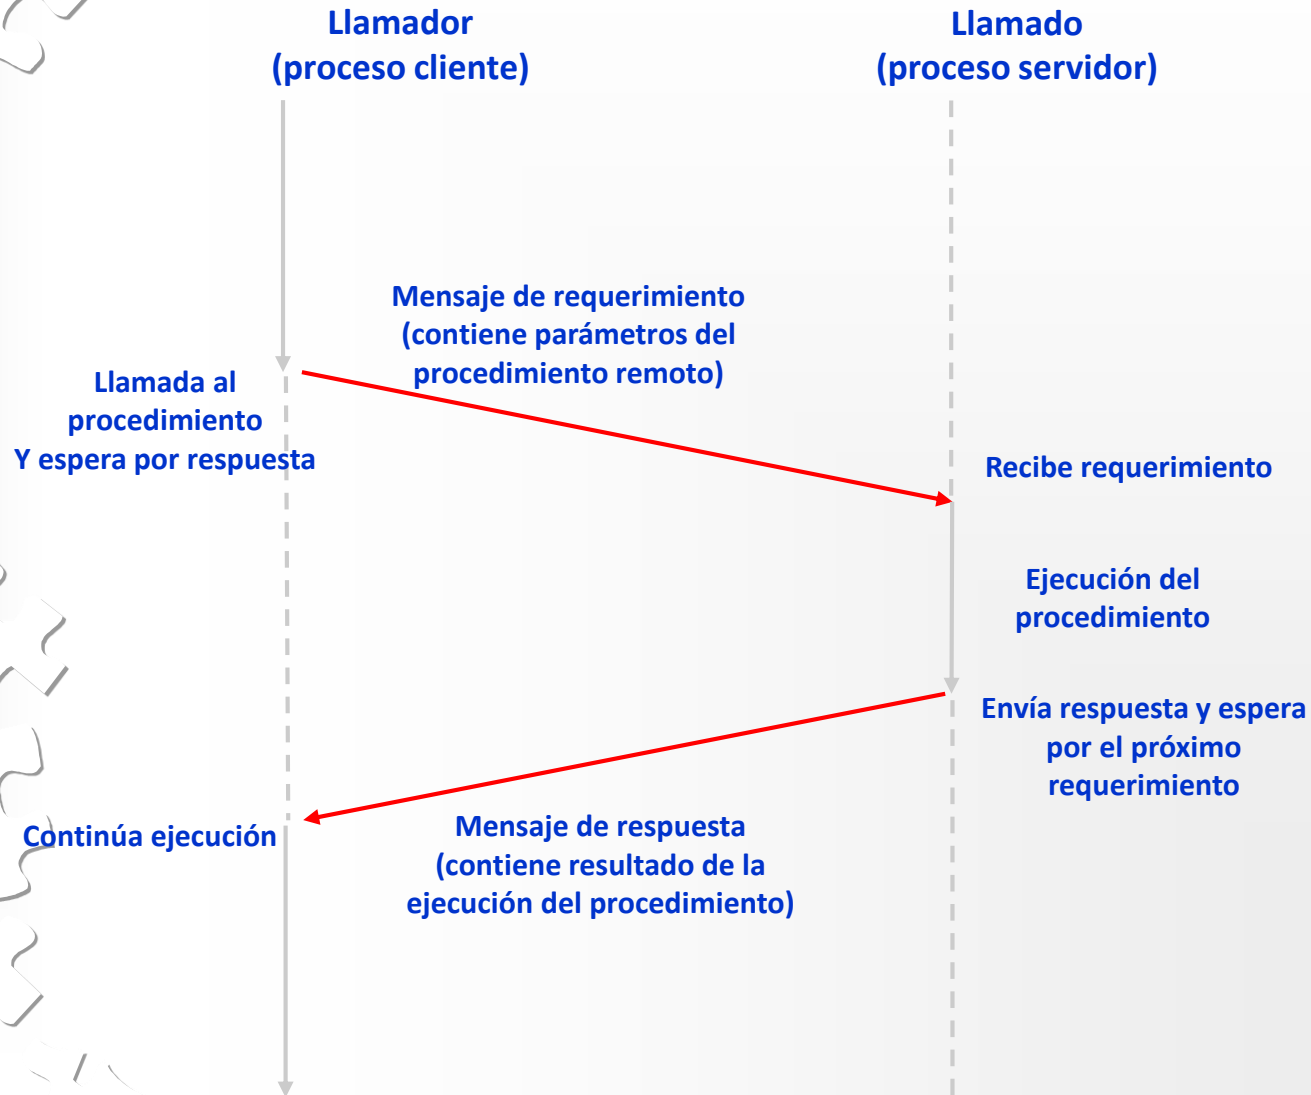 Llamador
(proceso cliente)
Llamado
(proceso servidor)
Mensaje de requerimiento
(contiene parámetros del
procedimiento remoto)
Llamada al
procedimiento
Y espera por respuesta
Recibe requerimiento
Ejecución del
procedimiento
Envía respuesta y espera
por el próximo
requerimiento
Continúa ejecución
Mensaje de respuesta
(contiene resultado de la
ejecución del procedimiento)